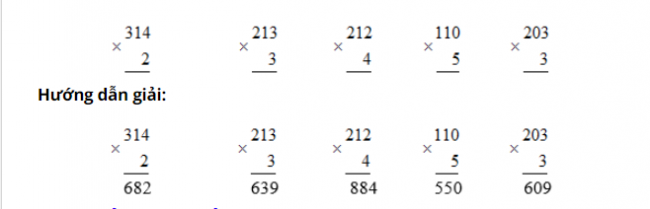 314 213 212 110 203
× 2 × 3 × 4 × 5 × 3
Hướng dẫn giải:
314 213 212 110 203
× 2 × 3 × 4 × 5 × 3
682 639 884 550 609